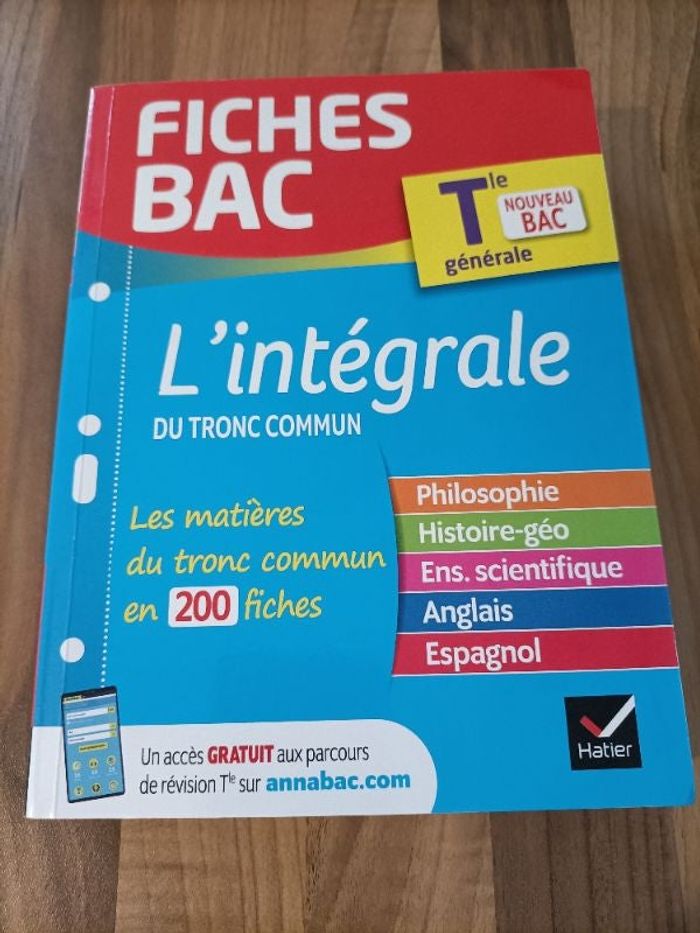 FICHES
BAC
Tle
NOUVEAU
BAC
générale
L'intégrale
DU TRONC COMMUN
Les matières
du tronc commun
en 200 fiches
Philosophie
Histoire-géo
Ens. scientifique
Anglais
Espagnol
Un accès GRATUIT aux parcours
de révision Tle sur annabac.com
Hatier